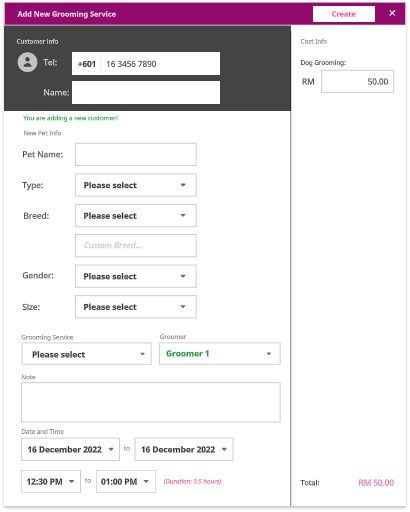 Add New Grooming Service
Create
×
Customer Info
Tel:
+601
16 3456 7890
Name:
You are adding a new customer!
New Pet Info
Pet Name:
Type:
Please select
Breed:
Please select
Custom Breed...
Gender:
Please select
Size:
Please select
Grooming Service
Groomer
Please select
Groomer 1
Note
Date and Time
16 December 2022
to
16 December 2022
12:30 PM
to
01:00 PM
(Duration: 0.5 hours)
Cost Info
Dog Grooming:
RM
50.00
Total:
RM 50.00